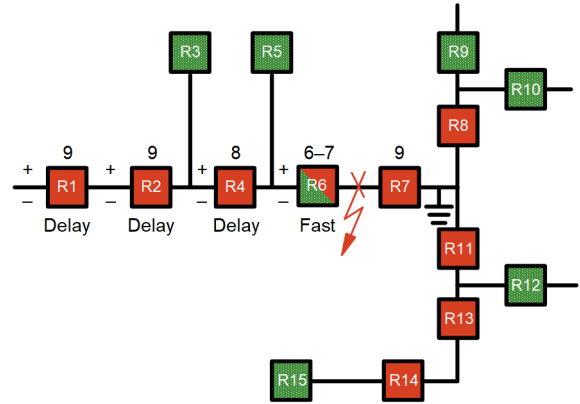 R9
R3
R5
R10
R8
9
9
8
6–7
9
+
+
+
+
R1
R2
R4
R6
R7
–
–
–
–
Delay
Delay
Delay
Fast
R11
R12
R13
R15
R14